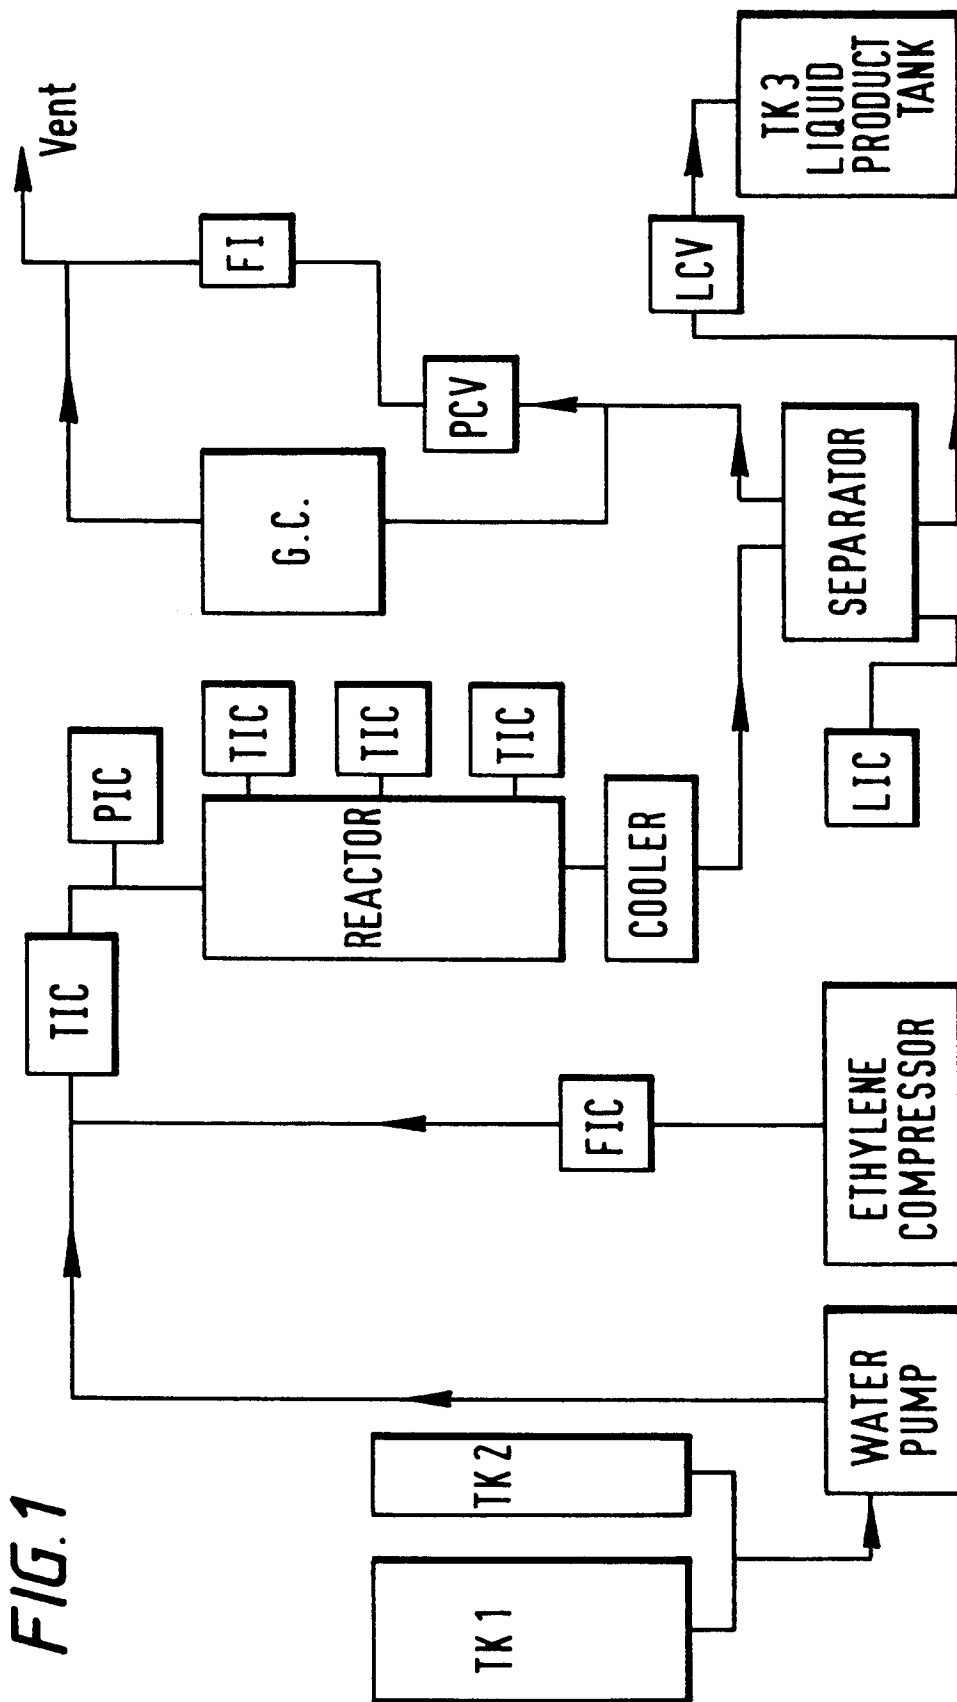 FIG.1
TK 1
TK 2
WATER
PUMP
ETHYLENE
COMPRESSOR
FIC
TIC
PIC
REACTOR
TIC
TIC
TIC
COOLER
LIC
SEPARATOR
G.C.
PCV
FI
Vent
LCV
TK 3
LIQUID
PRODUCT
TANK